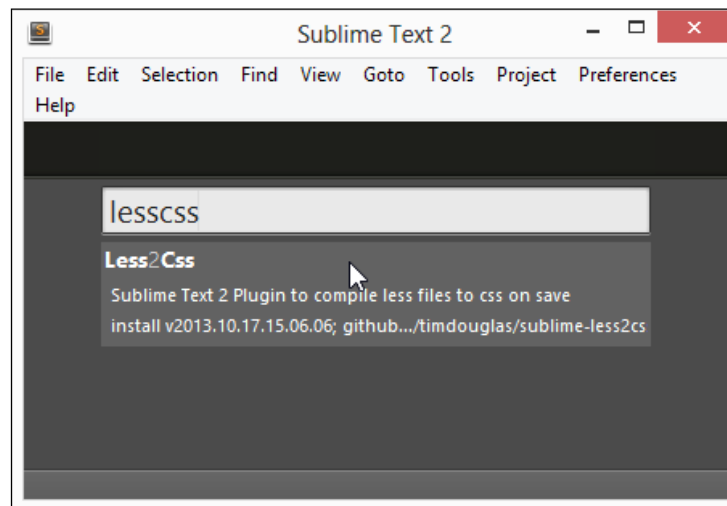 Sublime Text 2
File Edit Selection Find View Goto Tools Project Preferences
Help
lesscss
Less2Css
Sublime Text 2 Plugin to compile less files to css on save
install v2013.10.17.15.06.06; github.../timdouglas/sublime-less2cs